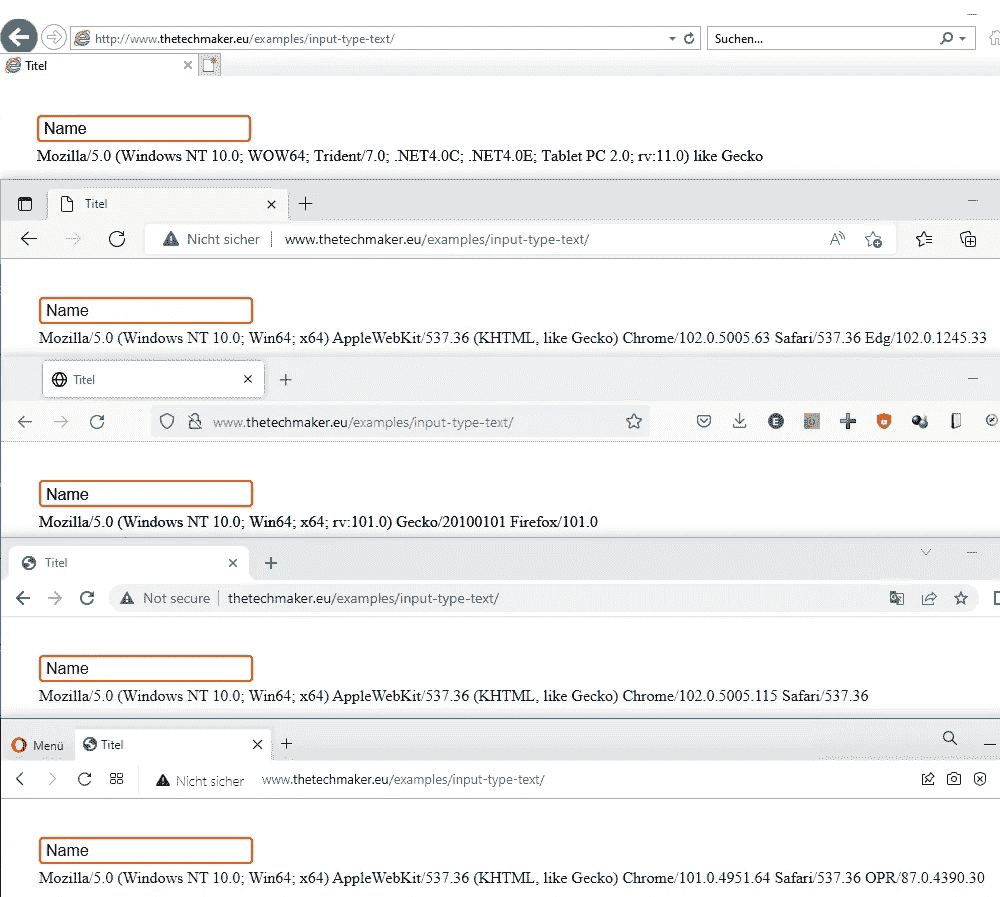 http://www.thetechmaker.eu/examples/input-type-text/
Suchen...
Titel
Name
Mozilla/5.0 (Windows NT 10.0; WOW64; Trident/7.0; .NET4.0C; .NET4.0E; Tablet PC 2.0; rv:11.0) like Gecko
Titel
Nicht sicher www.thetechmaker.eu/examples/input-type-text/
Name
Mozilla/5.0 (Windows NT 10.0; Win64; x64) AppleWebKit/537.36 (KHTML, like Gecko) Chrome/102.0.5005.63 Safari/537.36 Edg/102.0.1245.33
Titel
www.thetechmaker.eu/examples/input-type-text/
Name
Mozilla/5.0 (Windows NT 10.0; Win64; x64; rv:101.0) Gecko/20100101 Firefox/101.0
Titel
Not secure thetechmaker.eu/examples/input-type-text/
Name
Mozilla/5.0 (Windows NT 10.0; Win64; x64) AppleWebKit/537.36 (KHTML, like Gecko) Chrome/102.0.5005.115 Safari/537.36
Menü Titel
Nicht sicher www.thetechmaker.eu/examples/input-type-text/
Name
Mozilla/5.0 (Windows NT 10.0; Win64; x64) AppleWebKit/537.36 (KHTML, like Gecko) Chrome/101.0.4951.64 Safari/537.36 OPR/87.0.4390.30